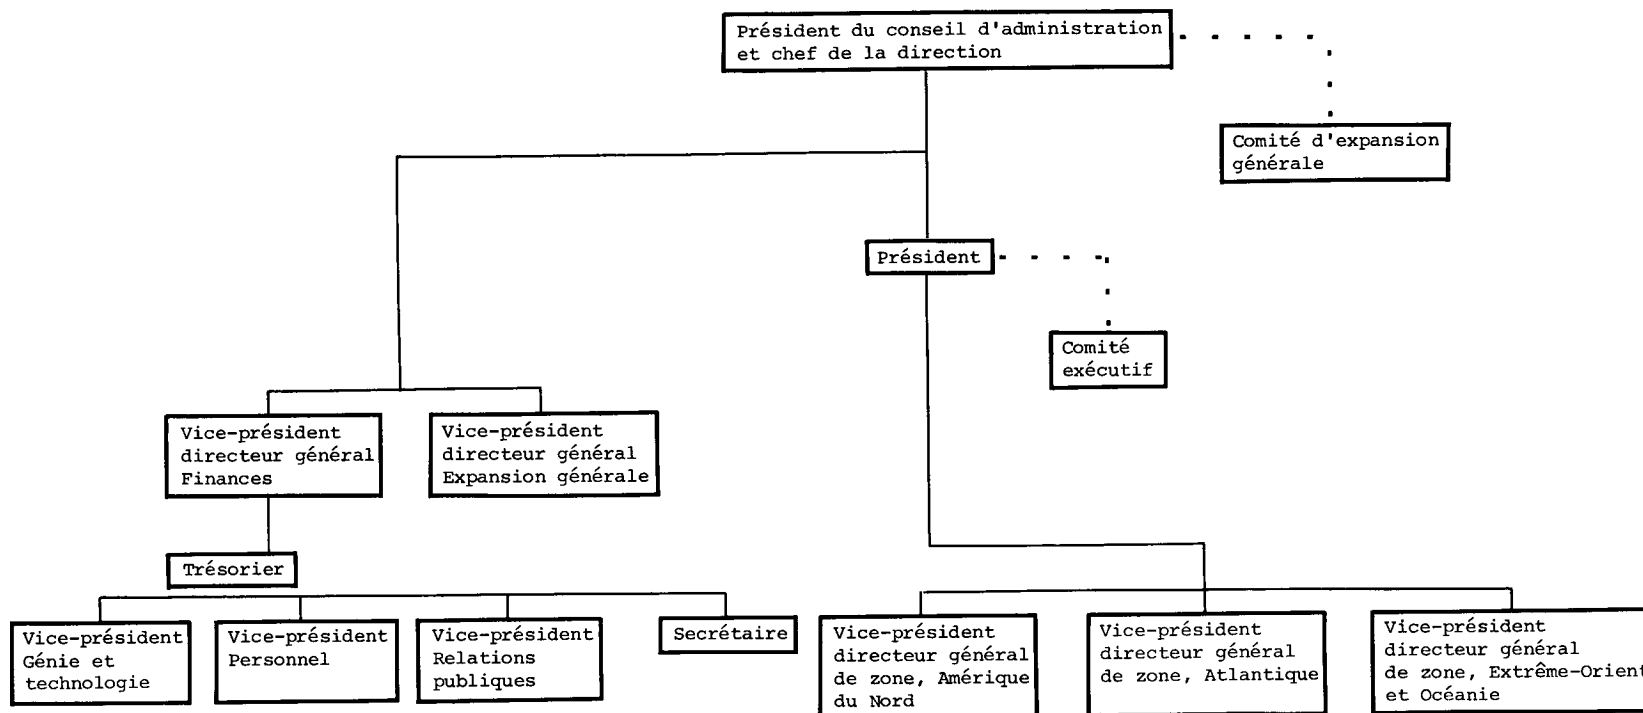 Président du conseil d'administration
et chef de la direction
Comité d'expansion
générale
Président
Comité
exécutif
Vice-président
directeur général
Finances
Vice-président
directeur général
Expansion générale
Trésorier
Vice-président
Génie et
technologie
Vice-président
Personnel
Vice-président
Relations
publiques
Secrétaire
Vice-président
directeur général
de zone, Amérique
du Nord
Vice-président
directeur général
de zone, Atlantique
Vice-président
directeur général
de zone, Extrême-Orient
et Océanie